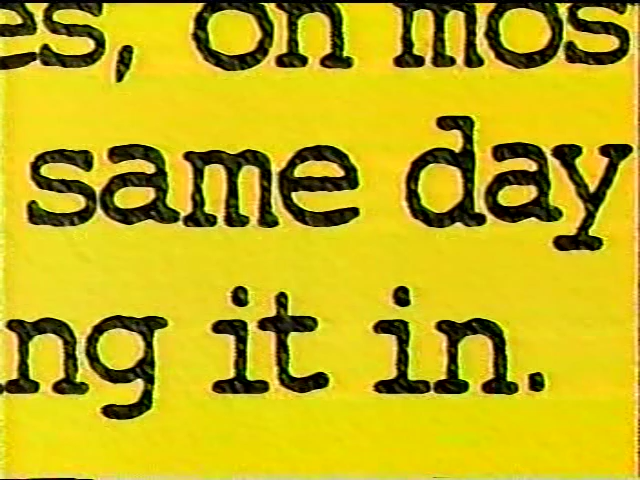 es, on mos
same day
ng it in.